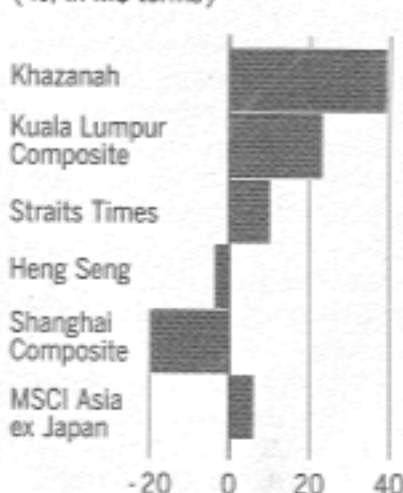 Khazanah
Kuala Lumpur
Composite
Straits Times
Heng Seng
Shanghai
Composite
MSCI Asia
ex Japan
-20 0 20 40